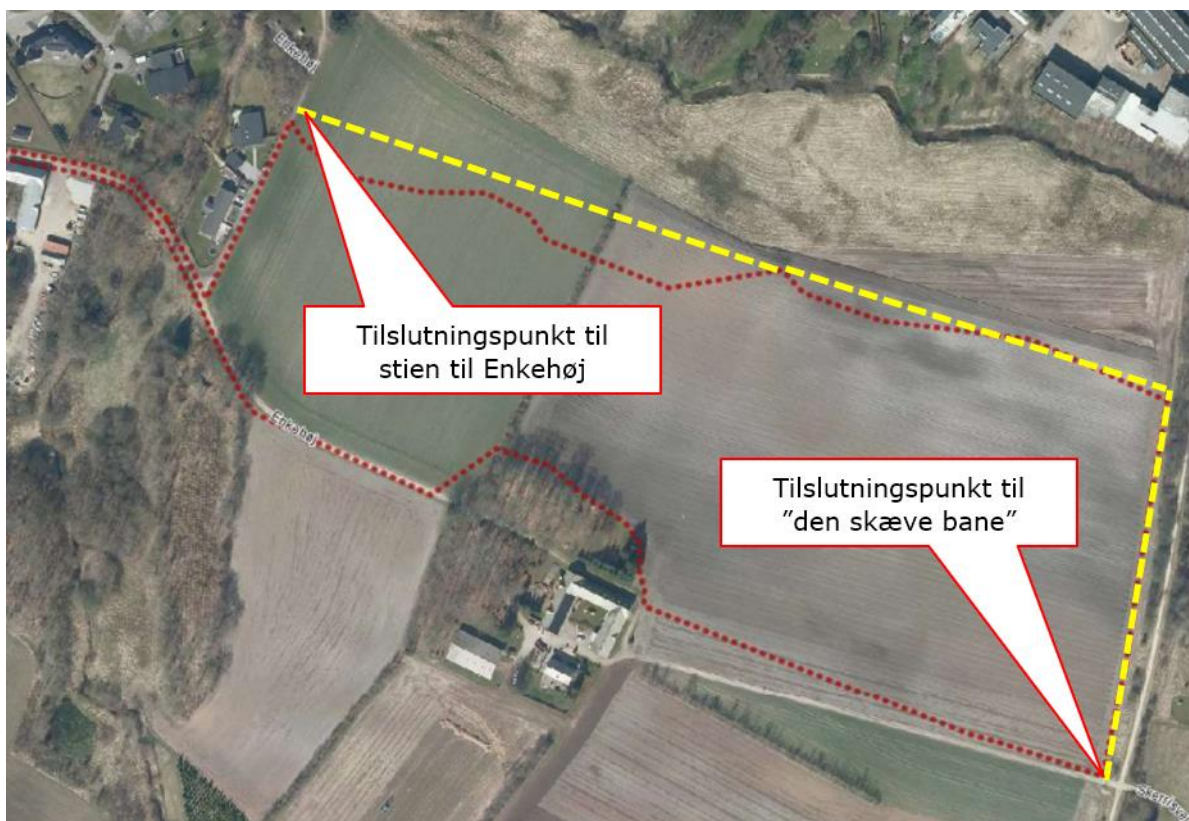 Enkehøj
Tilslutningspunkt til
stien til Enkehøj
Enkehøj
Tilslutningspunkt til
”den skæve bane”